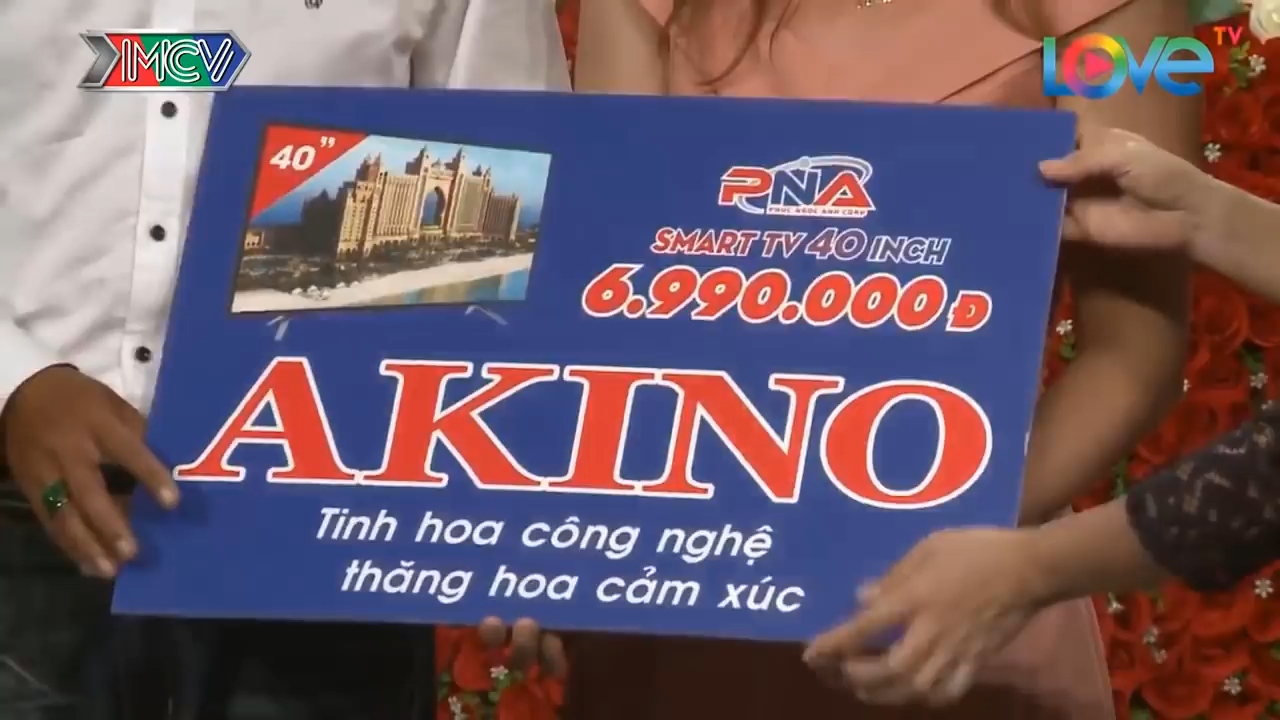 MCV
LOVE TV
40"
PNA
PHUC NGOC ANH CORP
SMART TV 40 INCH
6.990.000 Đ
AKINO
Tinh hoa công nghệ
thăng hoa cảm xúc